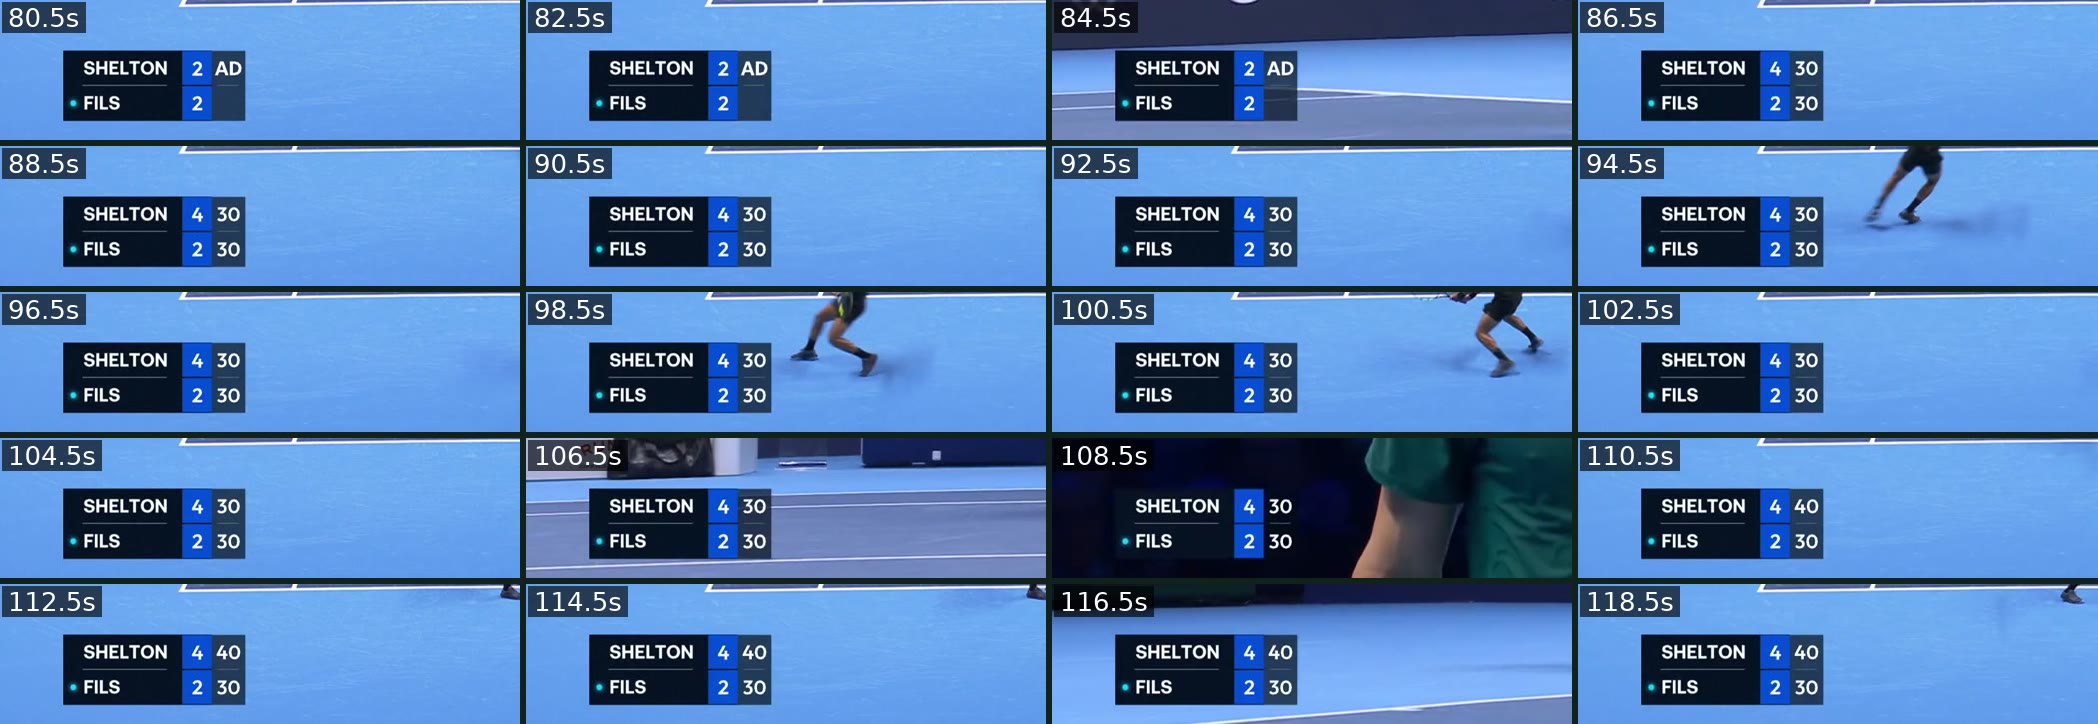 80.5s
SHELTON 2 AD
FILS 2
82.5s
SHELTON 2 AD
FILS 2
84.5s
SHELTON 2 AD
FILS 2
86.5s
SHELTON 4 30
FILS 2 30
88.5s
SHELTON 4 30
FILS 2 30
90.5s
SHELTON 4 30
FILS 2 30
92.5s
SHELTON 4 30
FILS 2 30
94.5s
SHELTON 4 30
FILS 2 30
96.5s
SHELTON 4 30
FILS 2 30
98.5s
SHELTON 4 30
FILS 2 30
100.5s
SHELTON 4 30
FILS 2 30
102.5s
SHELTON 4 30
FILS 2 30
104.5s
SHELTON 4 30
FILS 2 30
106.5s
SHELTON 4 30
FILS 2 30
108.5s
SHELTON 4 30
FILS 2 30
110.5s
SHELTON 4 40
FILS 2 30
112.5s
SHELTON 4 40
FILS 2 30
114.5s
SHELTON 4 40
FILS 2 30
116.5s
SHELTON 4 40
FILS 2 30
118.5s
SHELTON 4 40
FILS 2 30